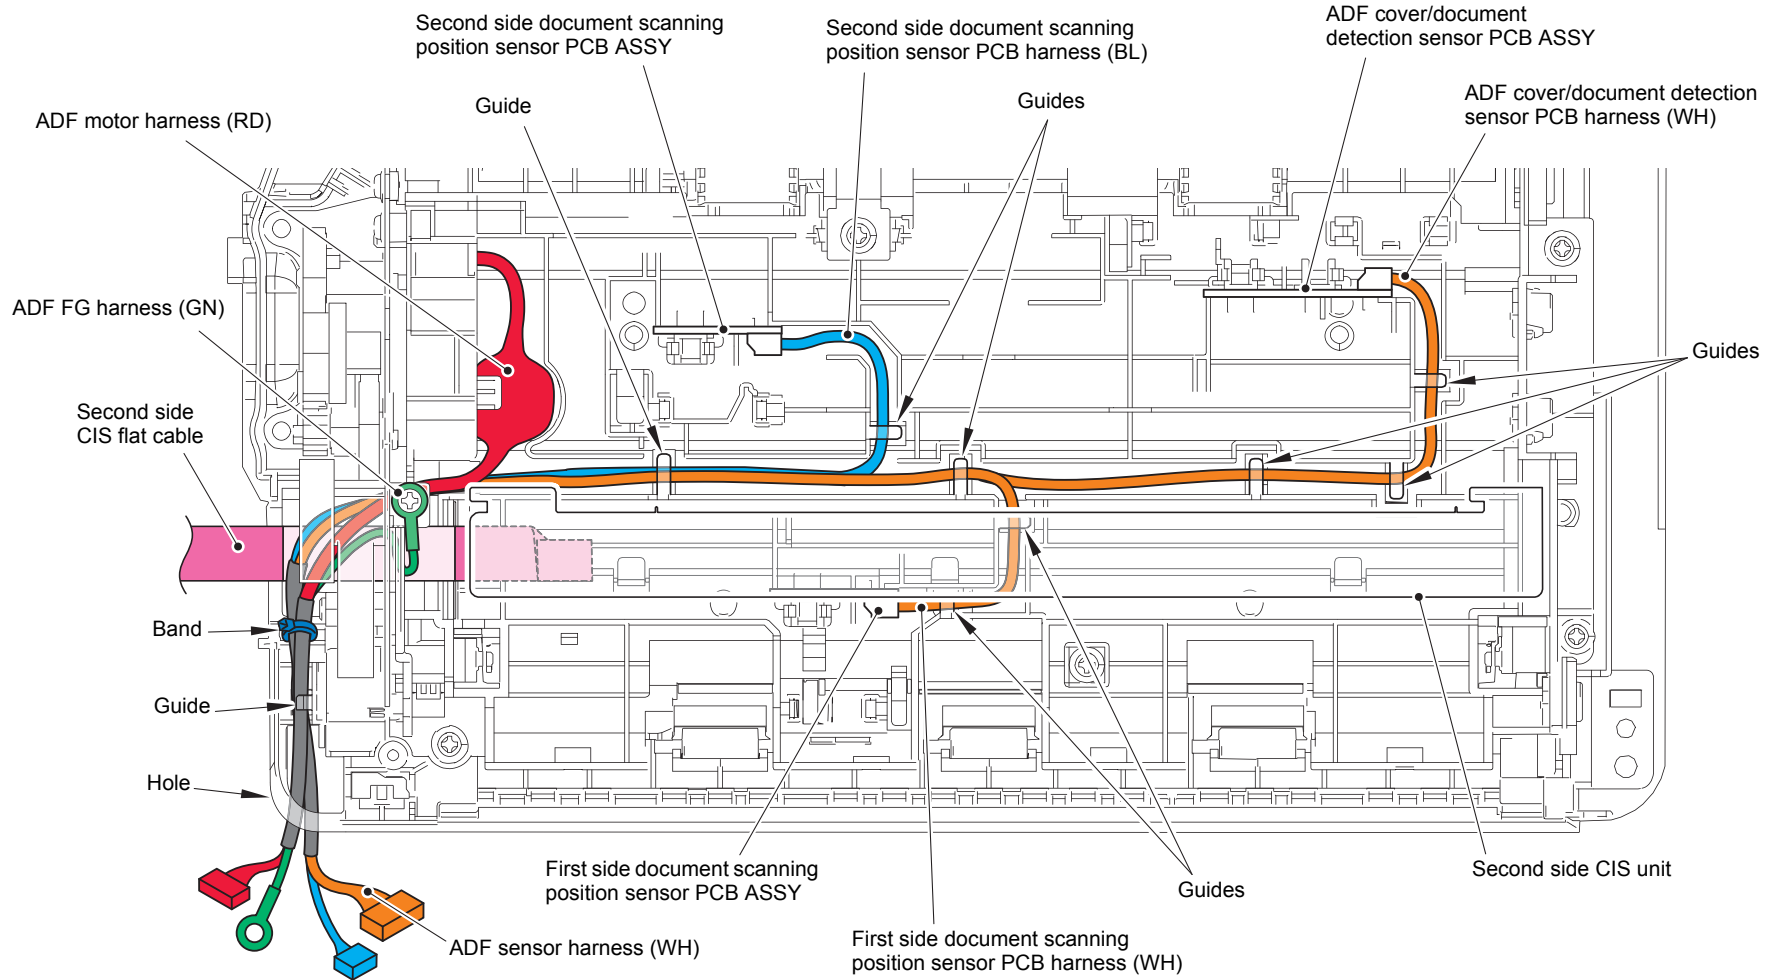 Second side document scanning
position sensor PCB ASSY
Second side document scanning
position sensor PCB harness (BL)
ADF cover/document
detection sensor PCB ASSY
Guide
Guides
ADF cover/document detection
sensor PCB harness (WH)
ADF motor harness (RD)
ADF FG harness (GN)
Guides
Second side
CIS flat cable
Band
Guide
Hole
First side document scanning
position sensor PCB ASSY
Guides
Second side CIS unit
ADF sensor harness (WH)
First side document scanning
position sensor PCB harness (WH)